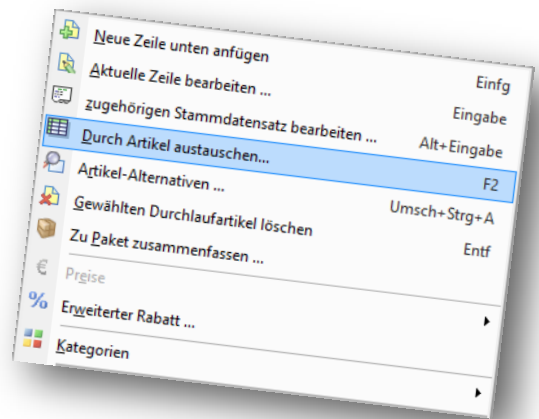 Neue Zeile unten anfügen Einfg
Aktuelle Zeile bearbeiten ... Eingabe
zugehörigen Stammdatensatz bearbeiten ... Alt+Eingabe
Durch Artikel austauschen... F2
Artikel-Alternativen ... Umsch+Strg+A
Gewählten Durchlaufartikel löschen Entf
Zu Paket zusammenfassen ...
€ Preise
% Erweiterter Rabatt ...
Kategorien